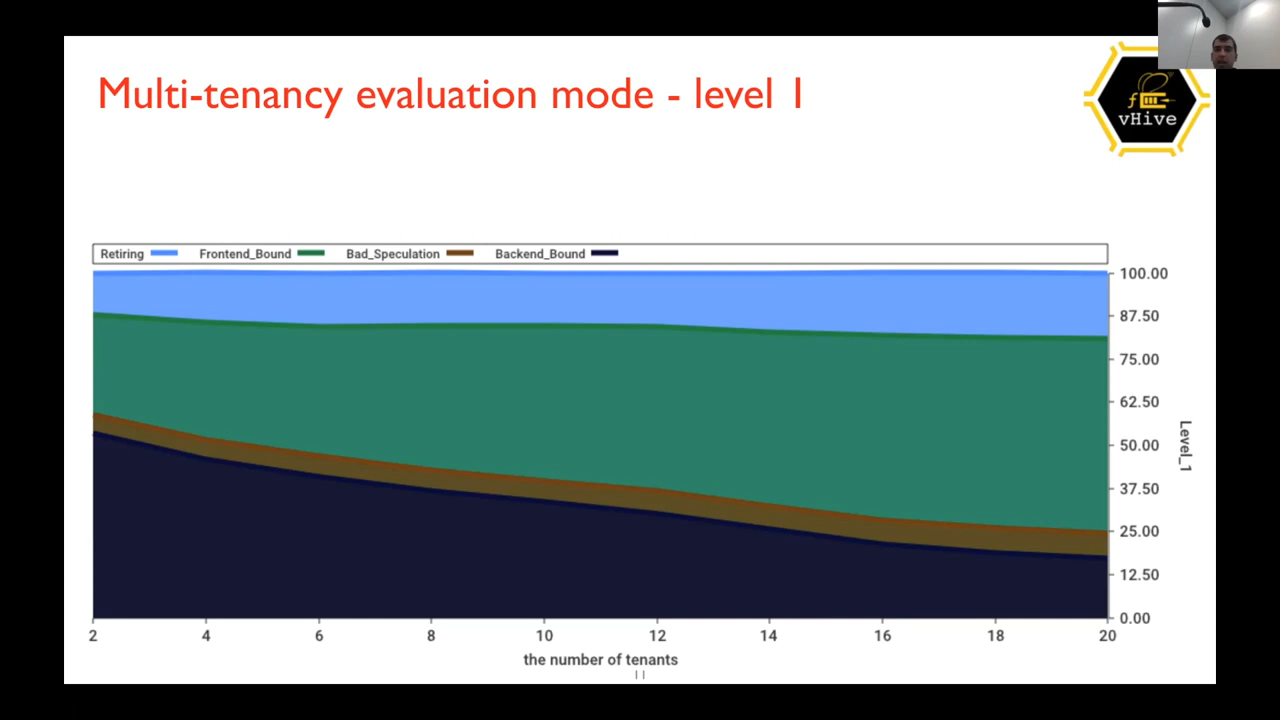 Multi-tenancy evaluation mode - level 1
f
vHive
Retiring Frontend_Bound Bad_Speculation Backend_Bound
100.00
87.50
75.00
62.50
50.00
37.50
25.00
12.50
0.00
Level_1
2 4 6 8 10 12 14 16 18 20
the number of tenants
11